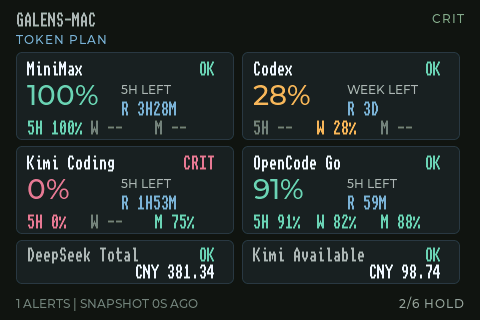 GALENS-MAC CRIT
TOKEN PLAN
MiniMax OK
100% 5H LEFT
R 3H28M
5H 100% W -- M --
Codex OK
28% WEEK LEFT
R 3D
5H -- W 28% M --
Kimi Coding CRIT
0% 5H LEFT
R 1H53M
5H 0% W -- M 75%
OpenCode Go OK
91% 5H LEFT
R 59M
5H 91% W 82% M 88%
DeepSeek Total OK
CNY 381.34
Kimi Available OK
CNY 98.74
1 ALERTS | SNAPSHOT 0S AGO 2/6 HOLD